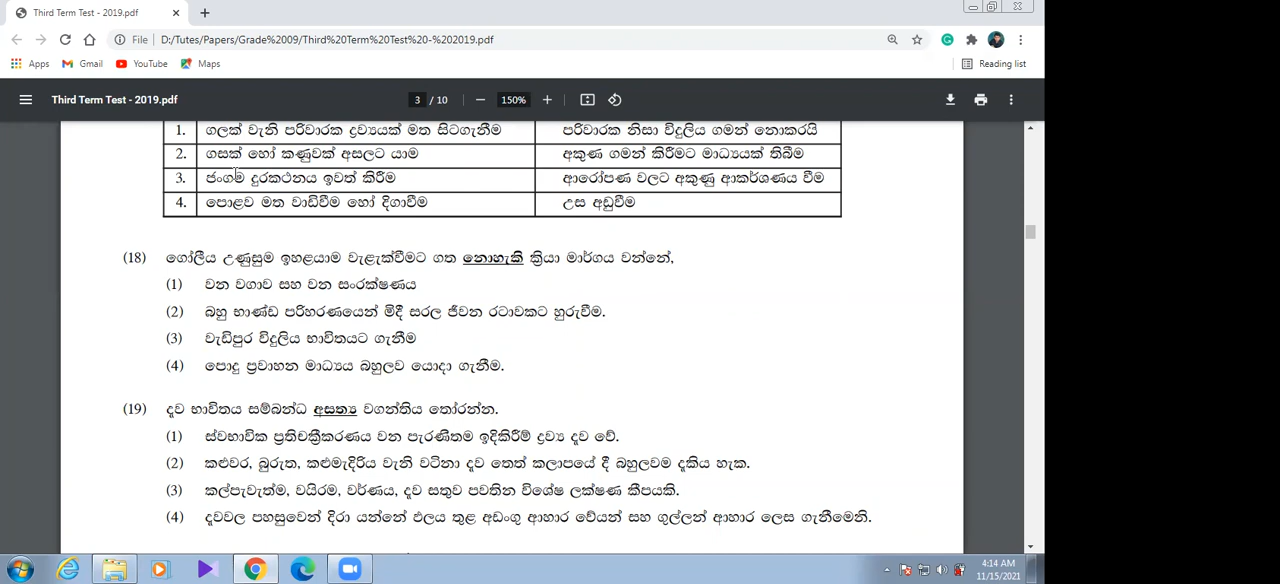 Third Term Test - 2019.pdf
File | D:/Tutes/Papers/Grade%2009/Third%20Term%20Test%20-%202019.pdf
Apps Gmail YouTube Maps Reading list
Third Term Test - 2019.pdf 3 / 10 150%
1. ගලක් වැනි පරිවාරක ද්‍රව්‍යයක් මත සිටගැනීම පරිවාරක නිසා විදුලිය ගමන් නොකරයි
2. ගසක් හෝ කණුවක් අසලට යාම අකුණ ගමන් කිරීමට මාධ්‍යයක් තිබීම
3. ජංගම දුරකථනය ඉවත් කිරීම ආරෝපණ වලට අකුණු ආකර්ශණය වීම
4. පොළව මත වාඩිවීම හෝ දිගාවීම උස අඩුවීම
(18) ගෝලීය උණුසුම ඉහළයාම වැළැක්වීමට ගත නොහැකි ක්‍රියා මාර්ගය වන්නේ,
(1) වන වගාව සහ වන සංරක්ෂණය
(2) බහු භාණ්ඩ පරිහරණයෙන් මිදී සරල ජීවන රටාවකට හුරුවීම.
(3) වැඩිපුර විදුලිය භාවිතයට ගැනීම
(4) පොදු ප්‍රවාහන මාධ්‍යය බහුලව යොදා ගැනීම.
(19) දැව භාවිතය සම්බන්ධ අසත්‍ය වගන්තිය තෝරන්න.
(1) ස්වභාවික ප්‍රතිචක්‍රීකරණය වන පැරණිතම ඉදිකිරීම් ද්‍රව්‍ය දැව වේ.
(2) කළුවර, බුරුත, කළුමැදිරිය වැනි වටිනා දැව තෙත් කලාපයේ දී බහුලවම දැකිය හැක.
(3) කල්පැවැත්ම, වයිරම, වර්ණය, දැව සතුව පවතින විශේෂ ලක්ෂණ කීපයකි.
(4) දැවවල පහසුවෙන් දිරා යන්නේ ඵලය තුළ අඩංගු ආහාර වේයන් සහ ගුල්ලන් ආහාර ලෙස ගැනීමෙනි.
4:14 AM
11/15/2021